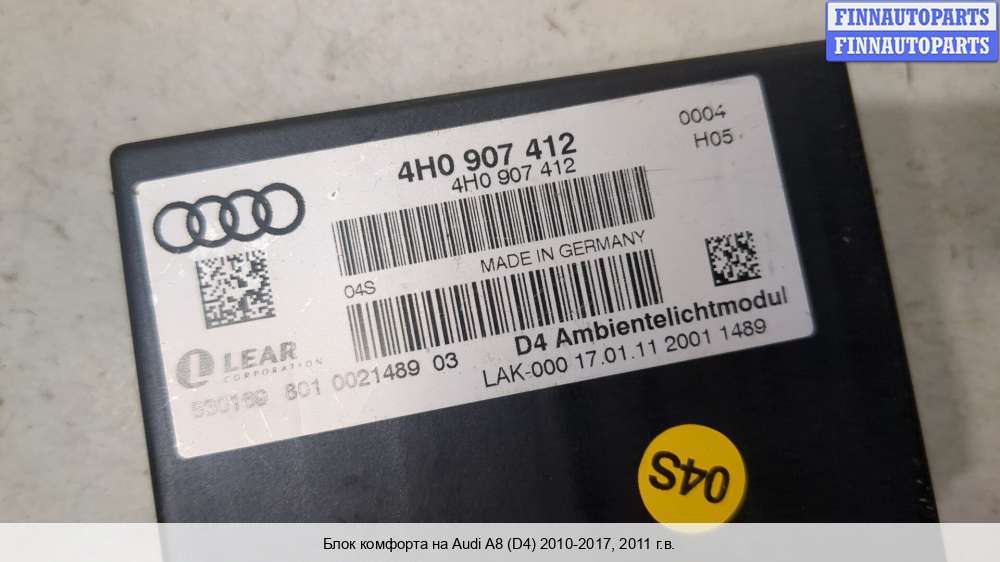 FINNAUTOPARTS
FINNAUTOPARTS
0004
H05
4H0 907 412
4H0 907 412
MADE IN GERMANY
04S
D4 Ambientelichtmodul
LEAR
CORPORATION
LAK-000 17.01.11 2001 1489
530169 801 0021489 03
04S
Блок комфорта на Audi A8 (D4) 2010-2017, 2011 г.в.